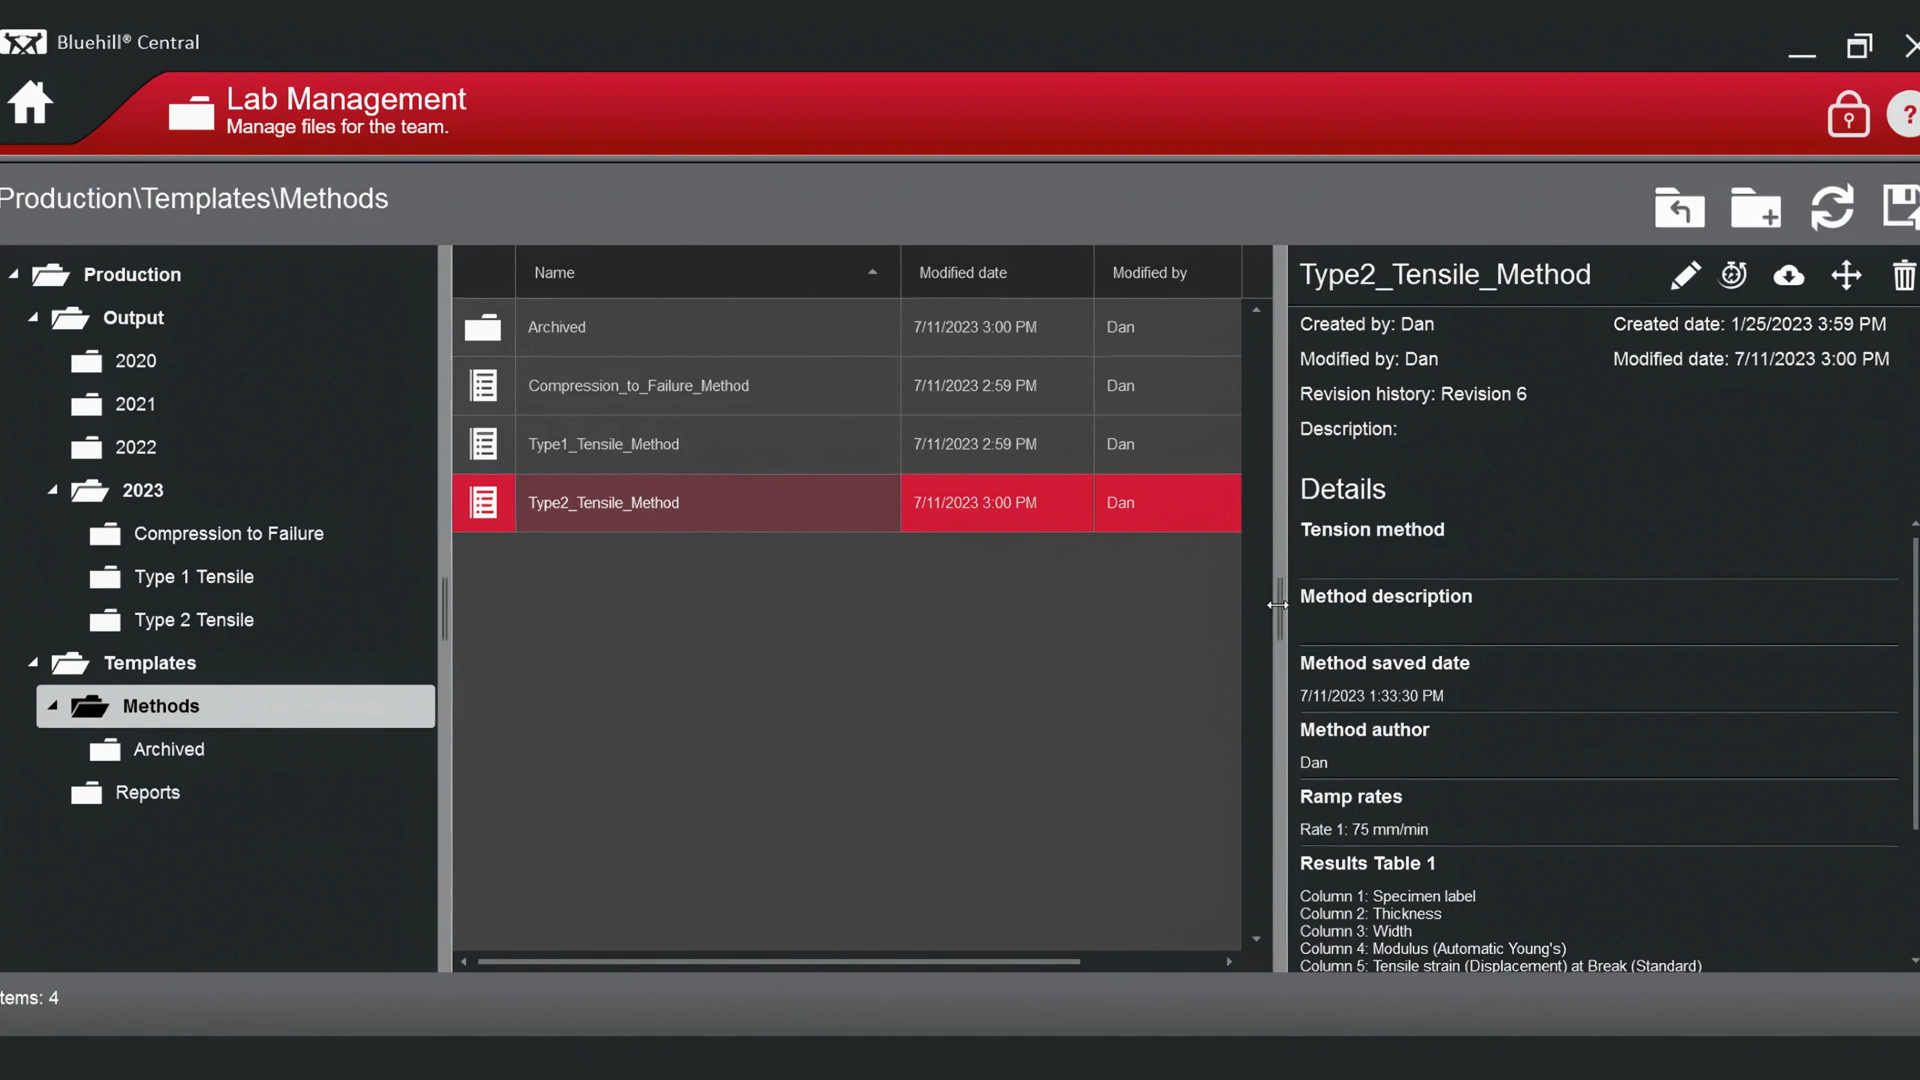 Bluehill® Central
Lab Management
Manage files for the team.
?
Production\Templates\Methods
Production
Output
2020
2021
2022
2023
Compression to Failure
Type 1 Tensile
Type 2 Tensile
Templates
Methods
Archived
Reports
Name Modified date Modified by
Archived 7/11/2023 3:00 PM Dan
Compression_to_Failure_Method 7/11/2023 2:59 PM Dan
Type1_Tensile_Method 7/11/2023 2:59 PM Dan
Type2_Tensile_Method 7/11/2023 3:00 PM Dan
Type2_Tensile_Method
Created by: Dan Created date: 1/25/2023 3:59 PM
Modified by: Dan Modified date: 7/11/2023 3:00 PM
Revision history: Revision 6
Description:
Details
Tension method
Method description
Method saved date
7/11/2023 1:33:30 PM
Method author
Dan
Ramp rates
Rate 1: 75 mm/min
Results Table 1
Column 1: Specimen label
Column 2: Thickness
Column 3: Width
Column 4: Modulus (Automatic Young's)
Column 5: Tensile strain (Displacement) at Break (Standard)
tems: 4